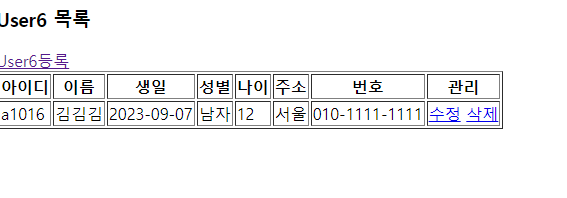 User6 목록
User6등록
아이디 이름 생일 성별 나이 주소 번호 관리
a1016 김김김 2023-09-07 남자 12 서울 010-1111-1111 수정 삭제